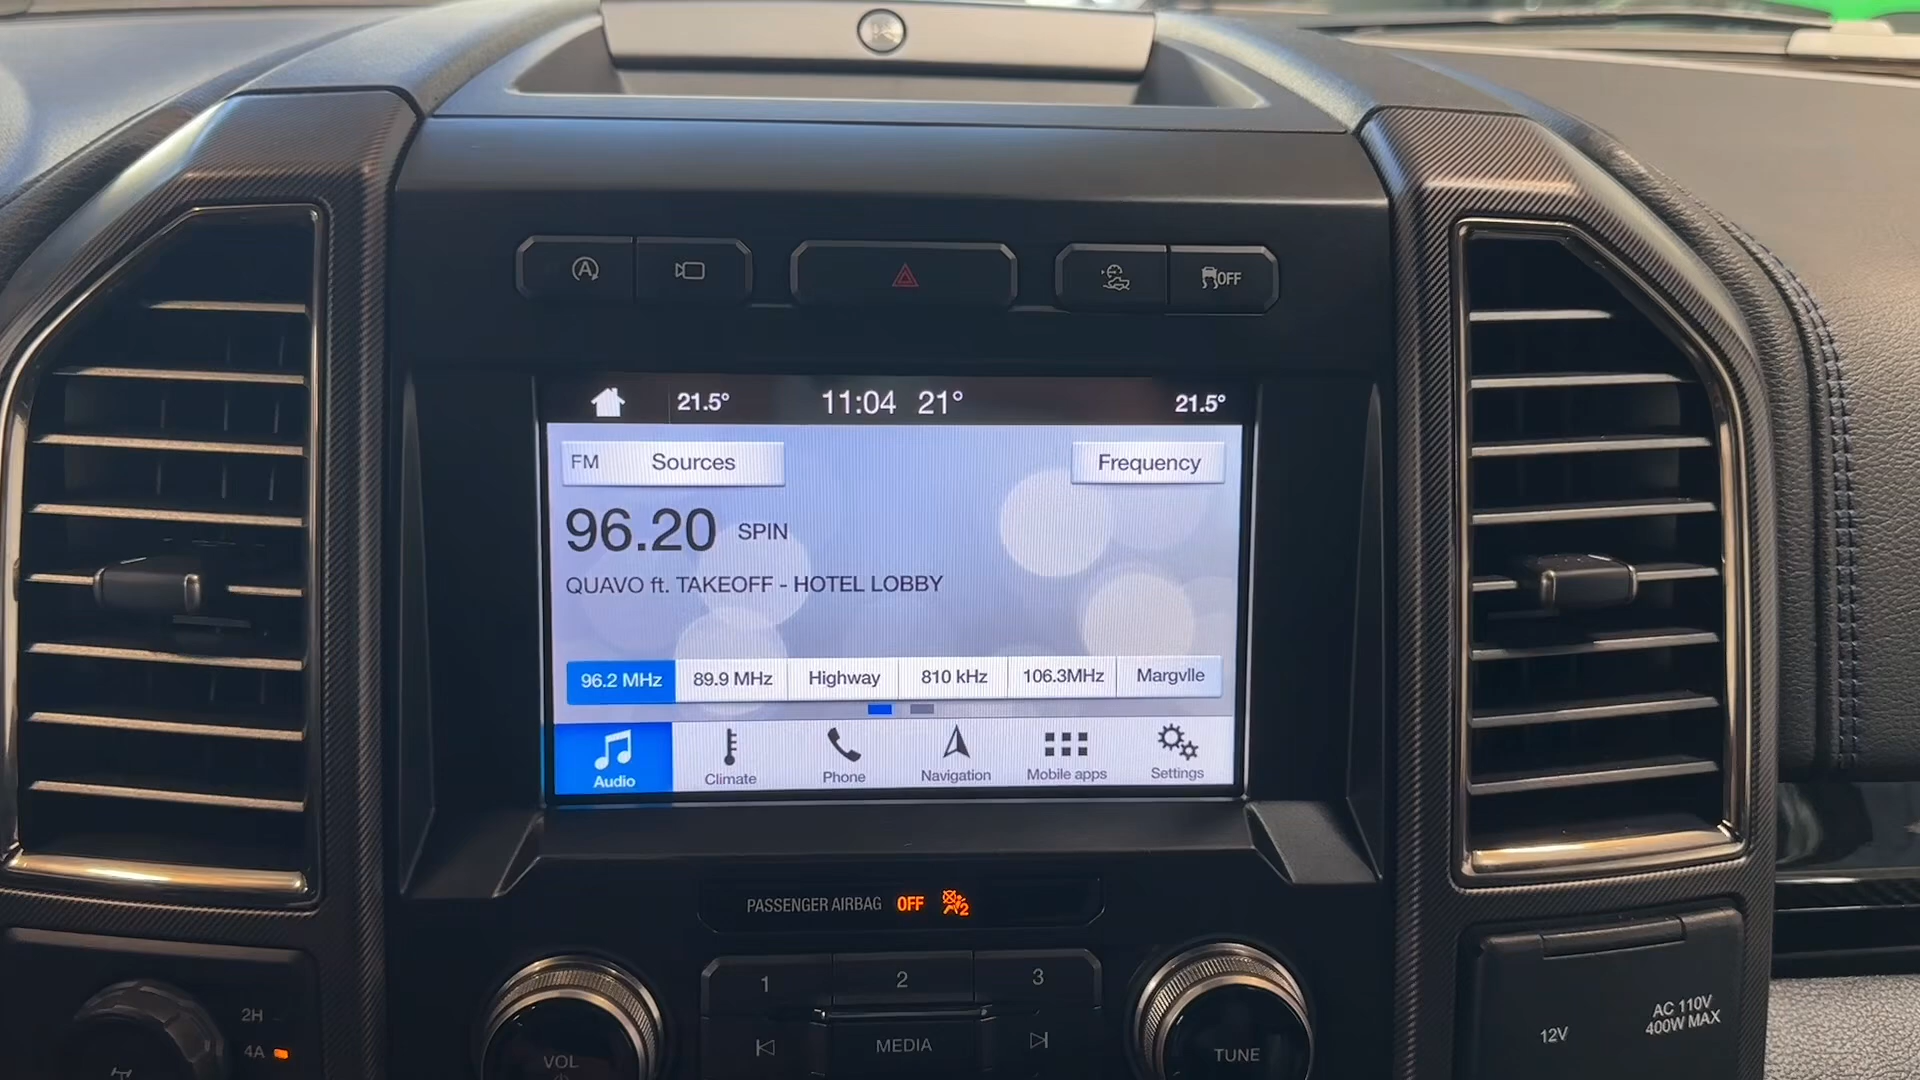 A
OFF
21.5° 11:04 21° 21.5°
FM Sources Frequency
96.20 SPIN
QUAVO ft. TAKEOFF - HOTEL LOBBY
96.2 MHz 89.9 MHz Highway 810 kHz 106.3MHz Margvlle
Audio Climate Phone Navigation Mobile apps Settings
PASSENGER AIRBAG OFF 2
1 2 3
2H
4A
VOL MEDIA TUNE
12V
AC 110V
400W MAX